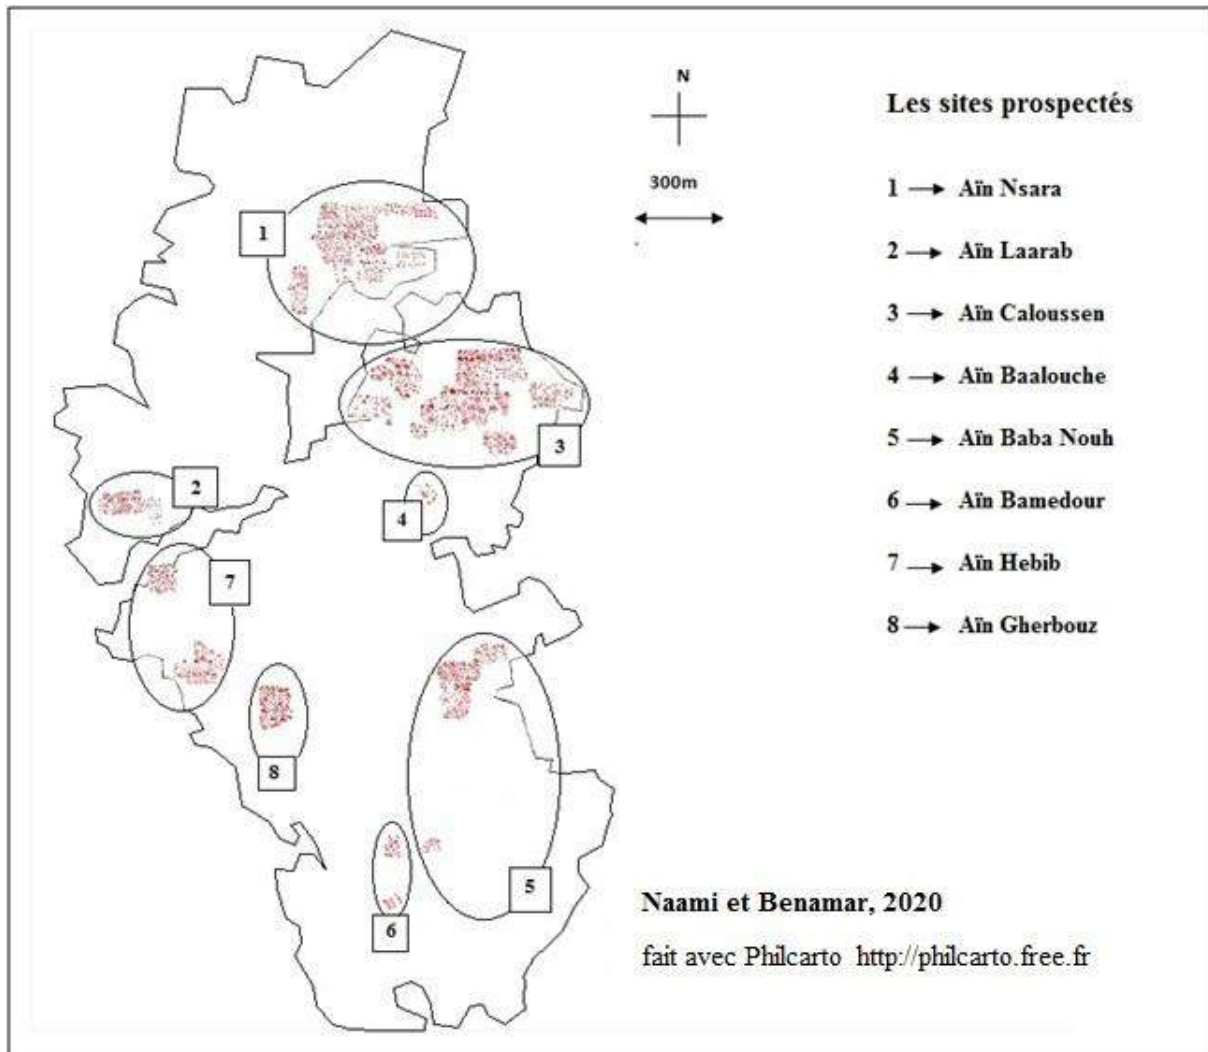 N
300m
Les sites prospectés
1 → Aïn Nsara
2 → Aïn Laarab
3 → Aïn Caloussen
4 → Aïn Baalouche
5 → Aïn Baba Nouh
6 → Aïn Bamedour
7 → Aïn Hebib
8 → Aïn Gherbouz
1
3
2
4
7
8
5
6
Naami et Benamar, 2020
fait avec Philcarto http://philcarto.free.fr